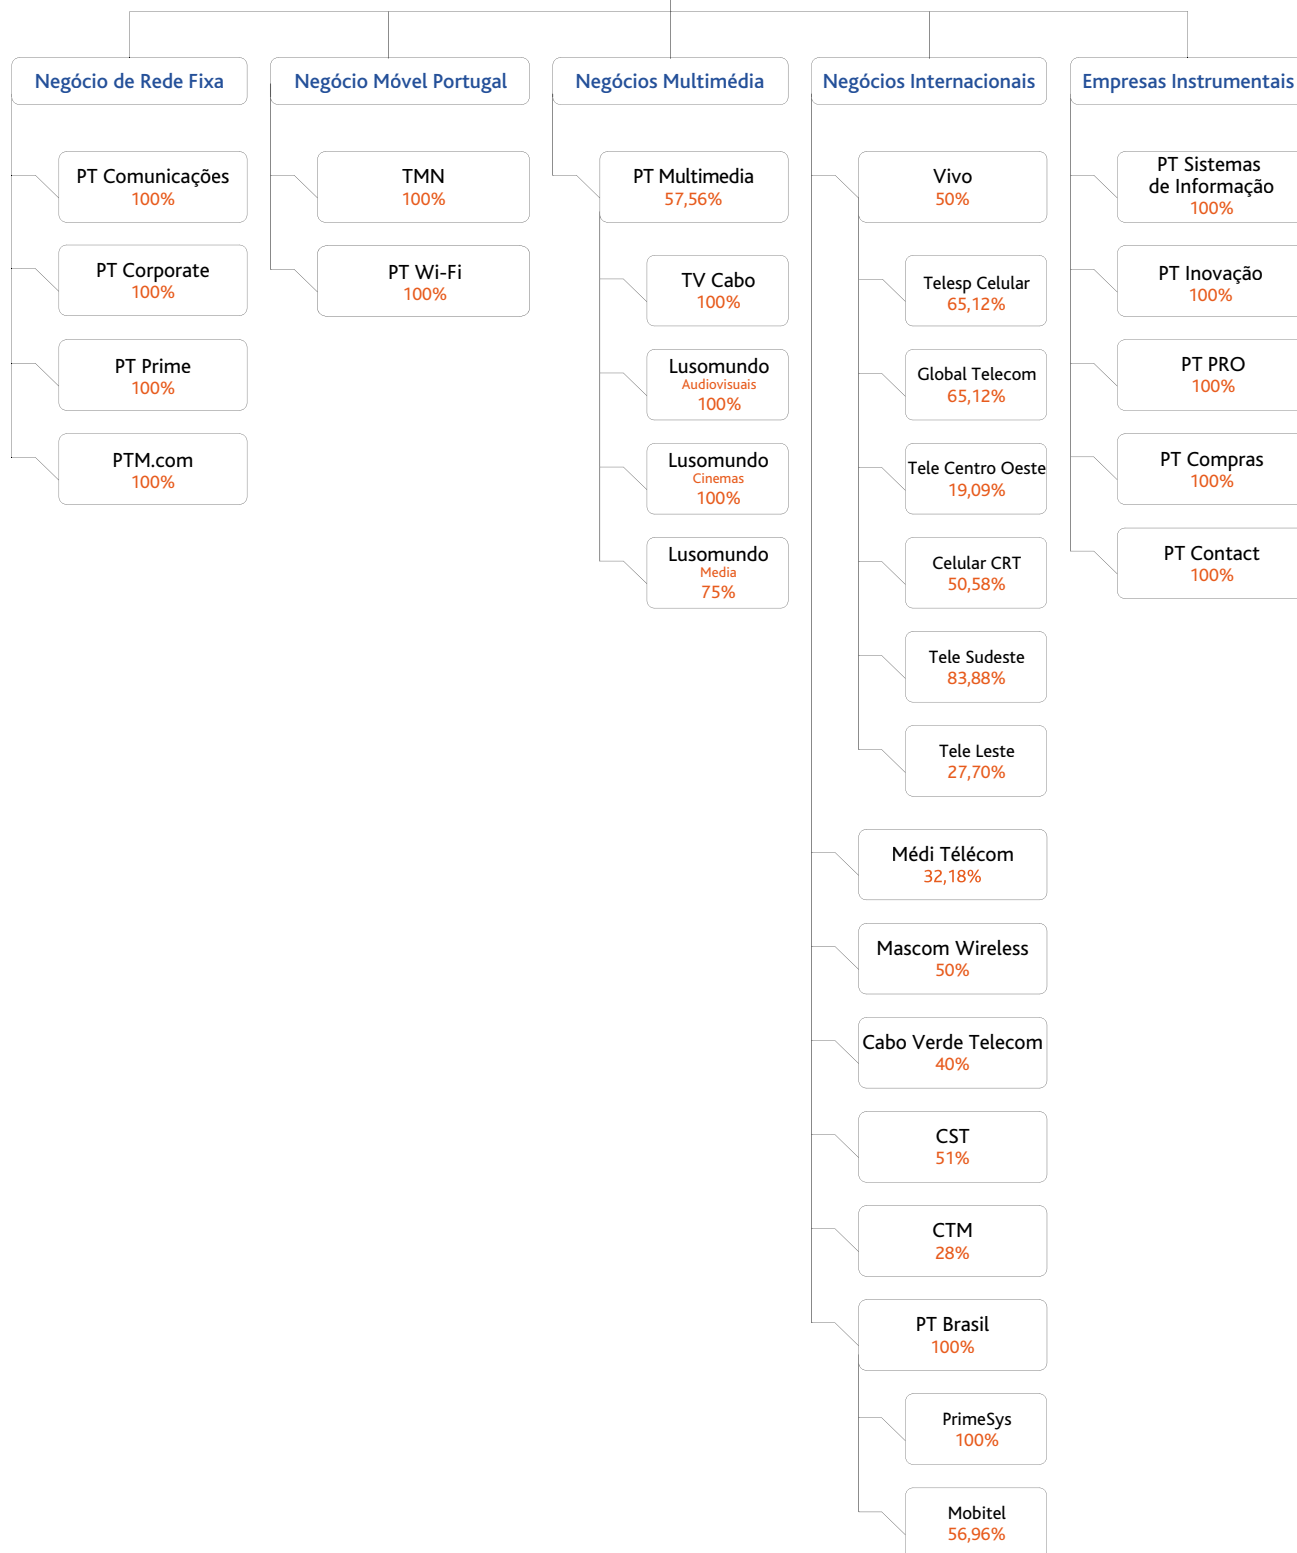 Negócio de Rede Fixa
PT Comunicações
100%
PT Corporate
100%
PT Prime
100%
PTM.com
100%
Negócio Móvel Portugal
TMN
100%
PT Wi-Fi
100%
Negócios Multimédia
PT Multimedia
57,56%
TV Cabo
100%
Lusomundo
Audiovisuais
100%
Lusomundo
Cinemas
100%
Lusomundo
Media
75%
Negócios Internacionais
Vivo
50%
Telesp Celular
65,12%
Global Telecom
65,12%
Tele Centro Oeste
19,09%
Celular CRT
50,58%
Tele Sudeste
83,88%
Tele Leste
27,70%
Médi Télécom
32,18%
Mascom Wireless
50%
Cabo Verde Telecom
40%
CST
51%
CTM
28%
PT Brasil
100%
PrimeSys
100%
Mobitel
56,96%
Empresas Instrumentais
PT Sistemas
de Informação
100%
PT Inovação
100%
PT PRO
100%
PT Compras
100%
PT Contact
100%